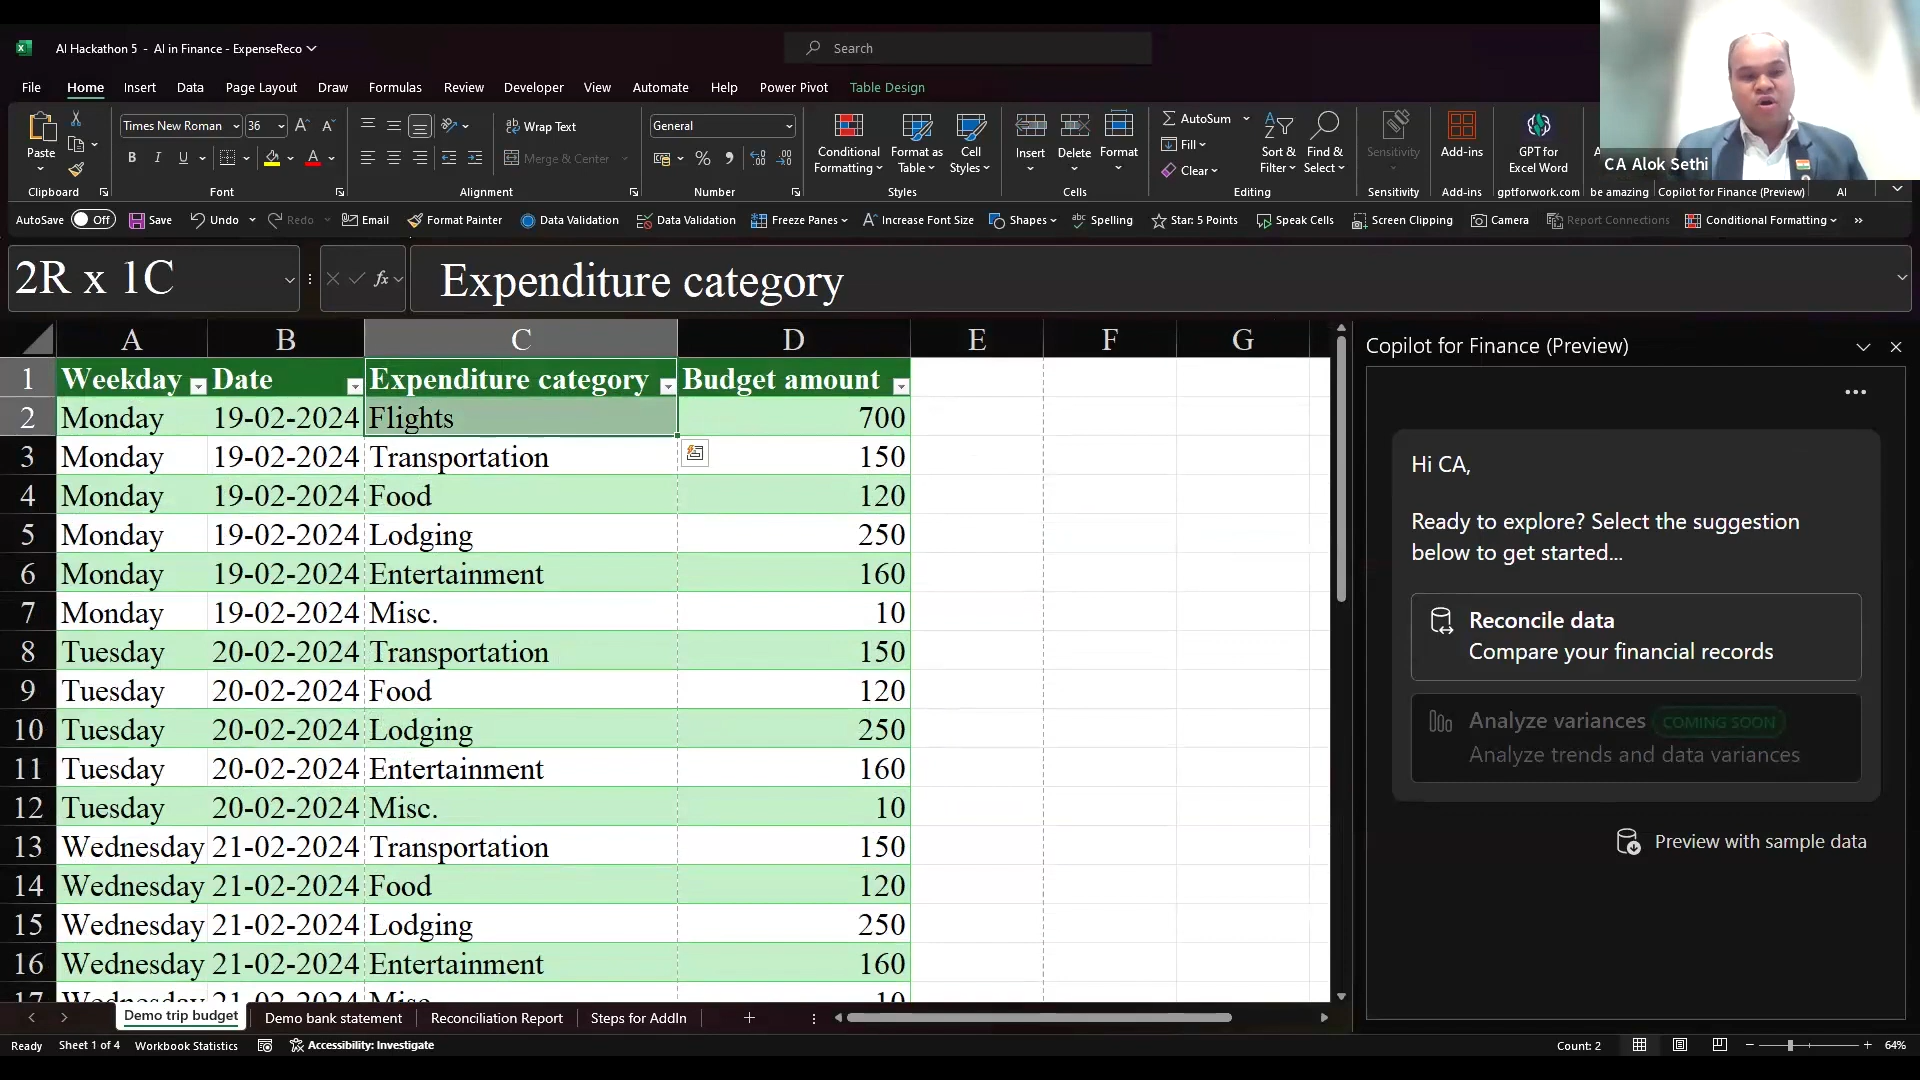 AI Hackathon 5 - AI in Finance - ExpenseReco
Search
File Home Insert Data Page Layout Draw Formulas Review Developer View Automate Help Power Pivot Table Design
Paste
Clipboard
Times New Roman 36
B I U
Font
Wrap Text
Merge & Center
Alignment
General
Number
Conditional Formatting
Format as Table
Cell Styles
Styles
Insert
Delete
Format
Cells
AutoSum
Fill
Clear
Sort & Filter
Find & Select
Editing
Sensitivity
Sensitivity
Add-ins
Add-ins
GPT for Excel Word
gptforwork.com
be amazing
Copilot for Finance (Preview)
AI
CA Alok Sethi
AutoSave Off Save Undo Redo Email Format Painter Data Validation Data Validation Freeze Panes Increase Font Size Shapes Spelling Star: 5 Points Speak Cells Screen Clipping Camera Report Connections Conditional Formatting
2R x 1C fx Expenditure category
A B C D E F G
1 Weekday Date Expenditure category Budget amount
2 Monday 19-02-2024 Flights 700
3 Monday 19-02-2024 Transportation 150
4 Monday 19-02-2024 Food 120
5 Monday 19-02-2024 Lodging 250
6 Monday 19-02-2024 Entertainment 160
7 Monday 19-02-2024 Misc. 10
8 Tuesday 20-02-2024 Transportation 150
9 Tuesday 20-02-2024 Food 120
10 Tuesday 20-02-2024 Lodging 250
11 Tuesday 20-02-2024 Entertainment 160
12 Tuesday 20-02-2024 Misc. 10
13 Wednesday 21-02-2024 Transportation 150
14 Wednesday 21-02-2024 Food 120
15 Wednesday 21-02-2024 Lodging 250
16 Wednesday 21-02-2024 Entertainment 160
17 Wednesday 21-02-2024 Misc. 10
Copilot for Finance (Preview)
Hi CA,
Ready to explore? Select the suggestion
below to get started...
Reconcile data
Compare your financial records
Analyze variances COMING SOON
Analyze trends and data variances
Preview with sample data
Demo trip budget Demo bank statement Reconciliation Report Steps for AddIn
Ready Sheet 1 of 4 Workbook Statistics Accessibility: Investigate Count: 2 64%